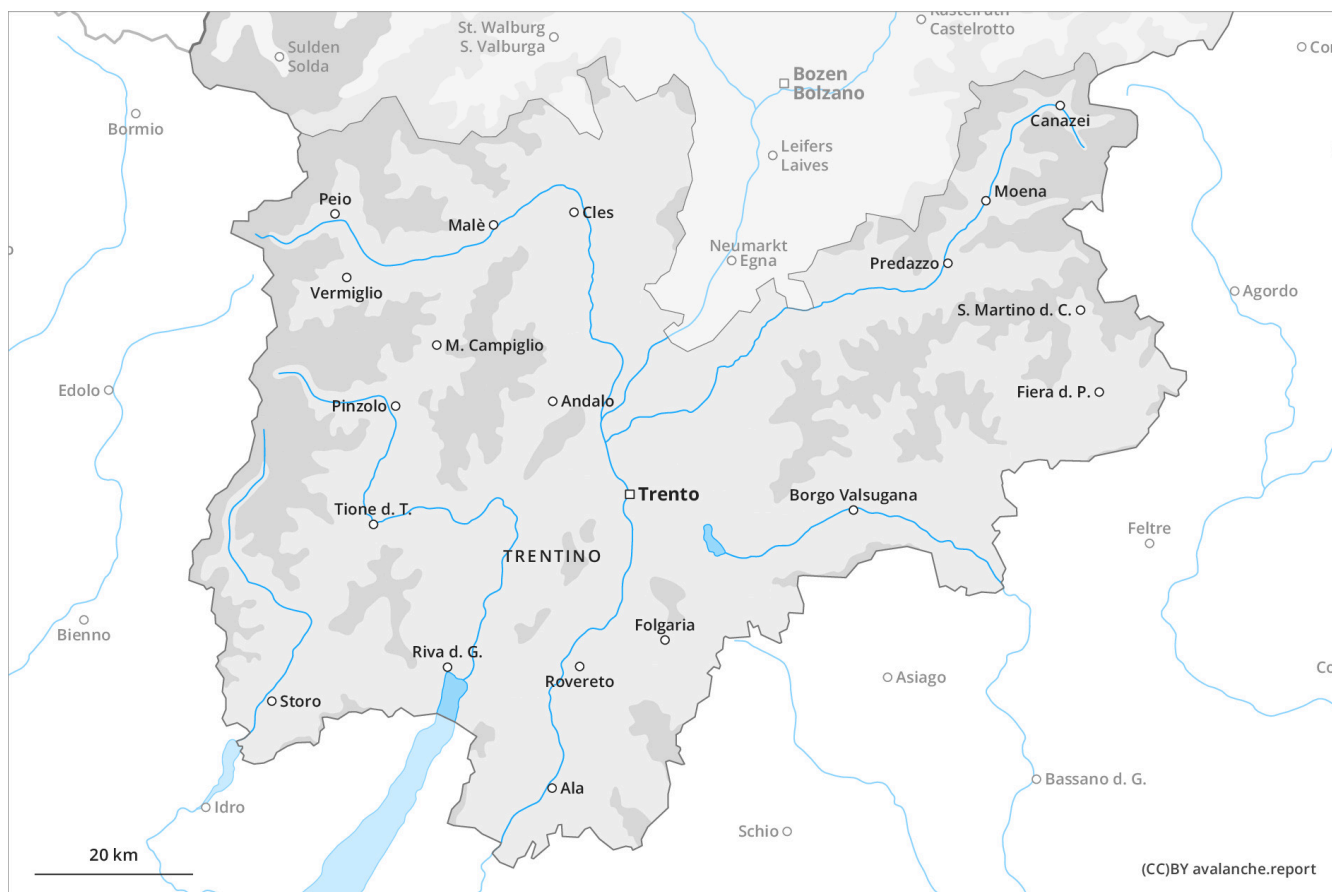 Kastelruth
Castelrotto
St. Walburg
S. Valburga
Sulden
Solda
Bozen
Bolzano
Bormio
Canazei
Leifers
Laives
Moena
Peio
Malè
Cles
Neumarkt
Egna
Predazzo
Vermiglio
Agordo
S. Martino d. C.
M. Campiglio
Edolo
Pinzolo
Andalo
Fiera d. P.
Trento
Borgo Valsugana
Tione d. T.
Feltre
TRENTINO
Bienno
Folgaria
Riva d. G.
Rovereto
Asiago
Storo
Bassano d. G.
Ala
Idro
Schio
20 km
(CC)BY avalanche.report